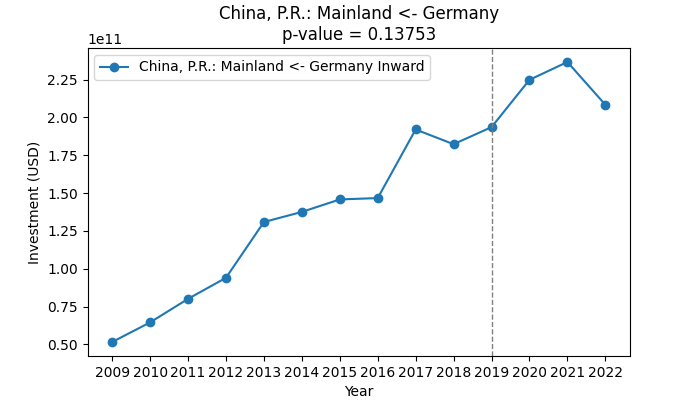 China, P.R.: Mainland <- Germany
p-value = 0.13753
1e11
China, P.R.: Mainland <- Germany Inward
2.25
2.00
1.75
1.50
1.25
1.00
0.75
0.50
Investment (USD)
2009 2010 2011 2012 2013 2014 2015 2016 2017 2018 2019 2020 2021 2022
Year